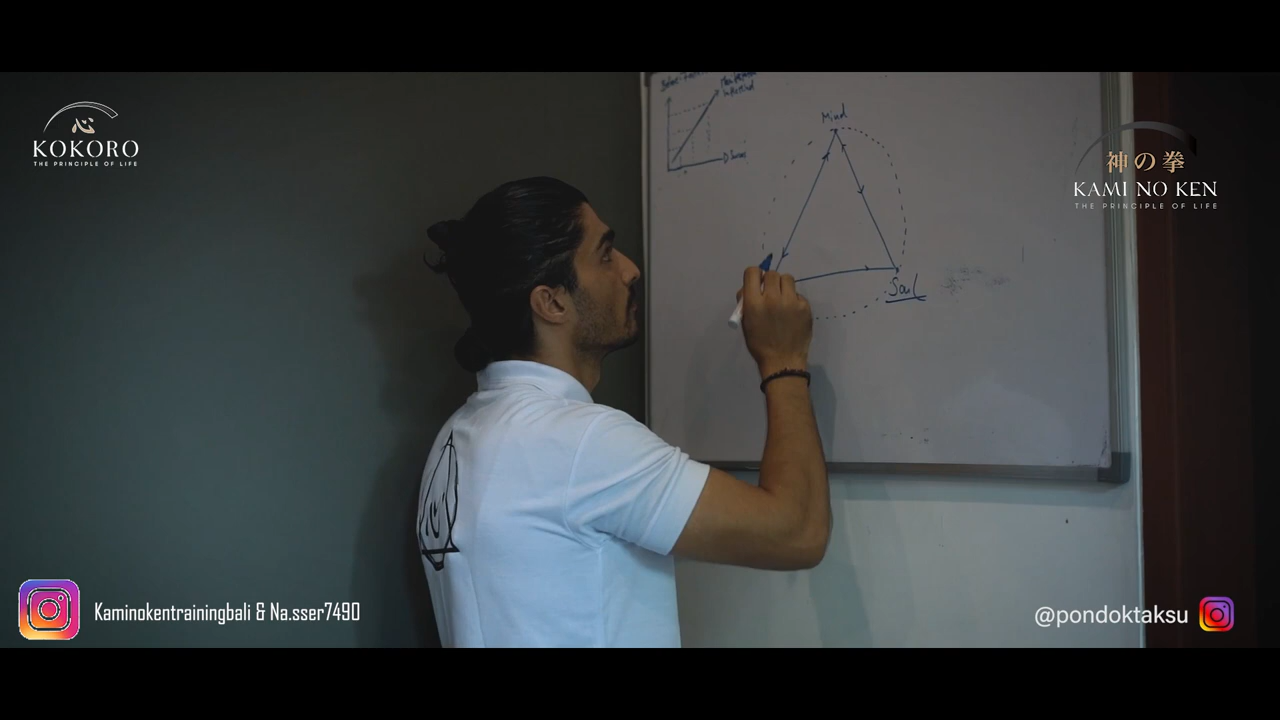 心
KOKORO
THE PRINCIPLE OF LIFE
神の拳
KAMI NO KEN
THE PRINCIPLE OF LIFE
Mind
Soul
心
Kaminokentrainingbali & Na.sser7490
@pondoktaksu